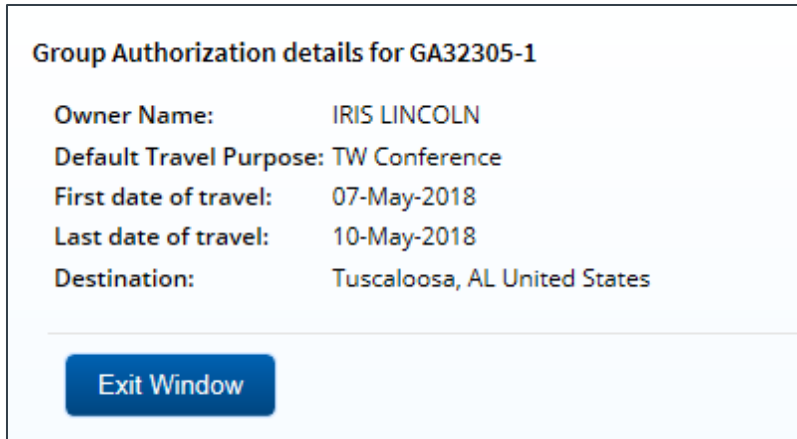 Group Authorization details for GA32305-1
Owner Name: IRIS LINCOLN
Default Travel Purpose: TW Conference
First date of travel: 07-May-2018
Last date of travel: 10-May-2018
Destination: Tuscaloosa, AL United States
Exit Window